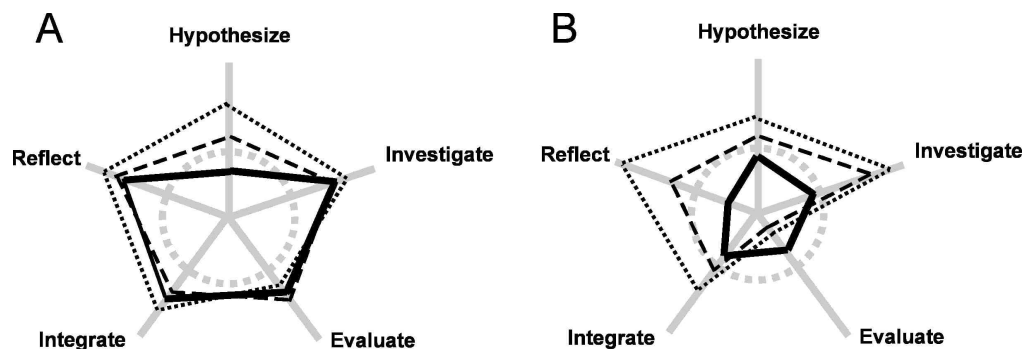 A
Hypothesize
Reflect
Investigate
Integrate
Evaluate
B
Hypothesize
Reflect
Investigate
Integrate
Evaluate